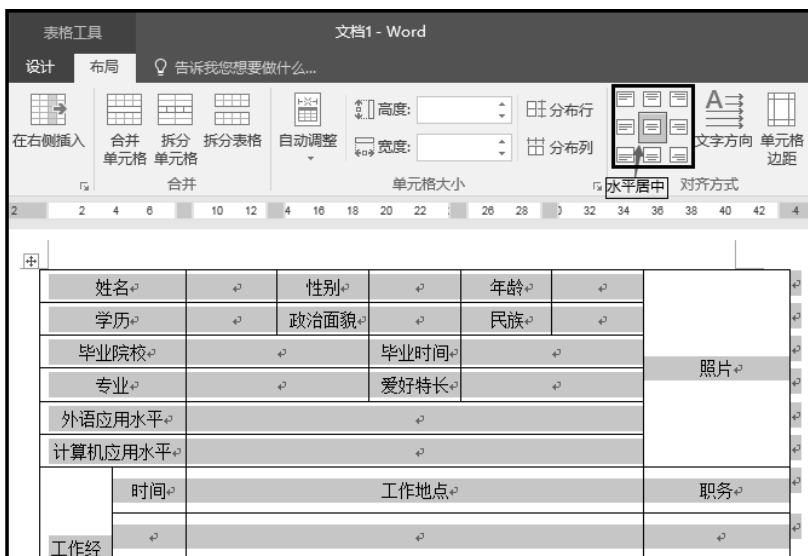 表格工具 文档1 - Word
设计 布局 告诉我您想要做什么...
在右侧插入 合并单元格 拆分单元格 拆分表格 自动调整 高度: 宽度: 分布行 分布列 文字方向 单元格边距
合并 单元格大小 水平居中 对齐方式
2 2 4 6 10 12 4 16 18 20 22 26 28 32 34 36 38 40 42 4
姓名 性别 年龄
学历 政治面貌 民族
毕业院校 毕业时间
照片
专业 爱好特长
外语应用水平
计算机应用水平
时间 工作地点 职务
工作经